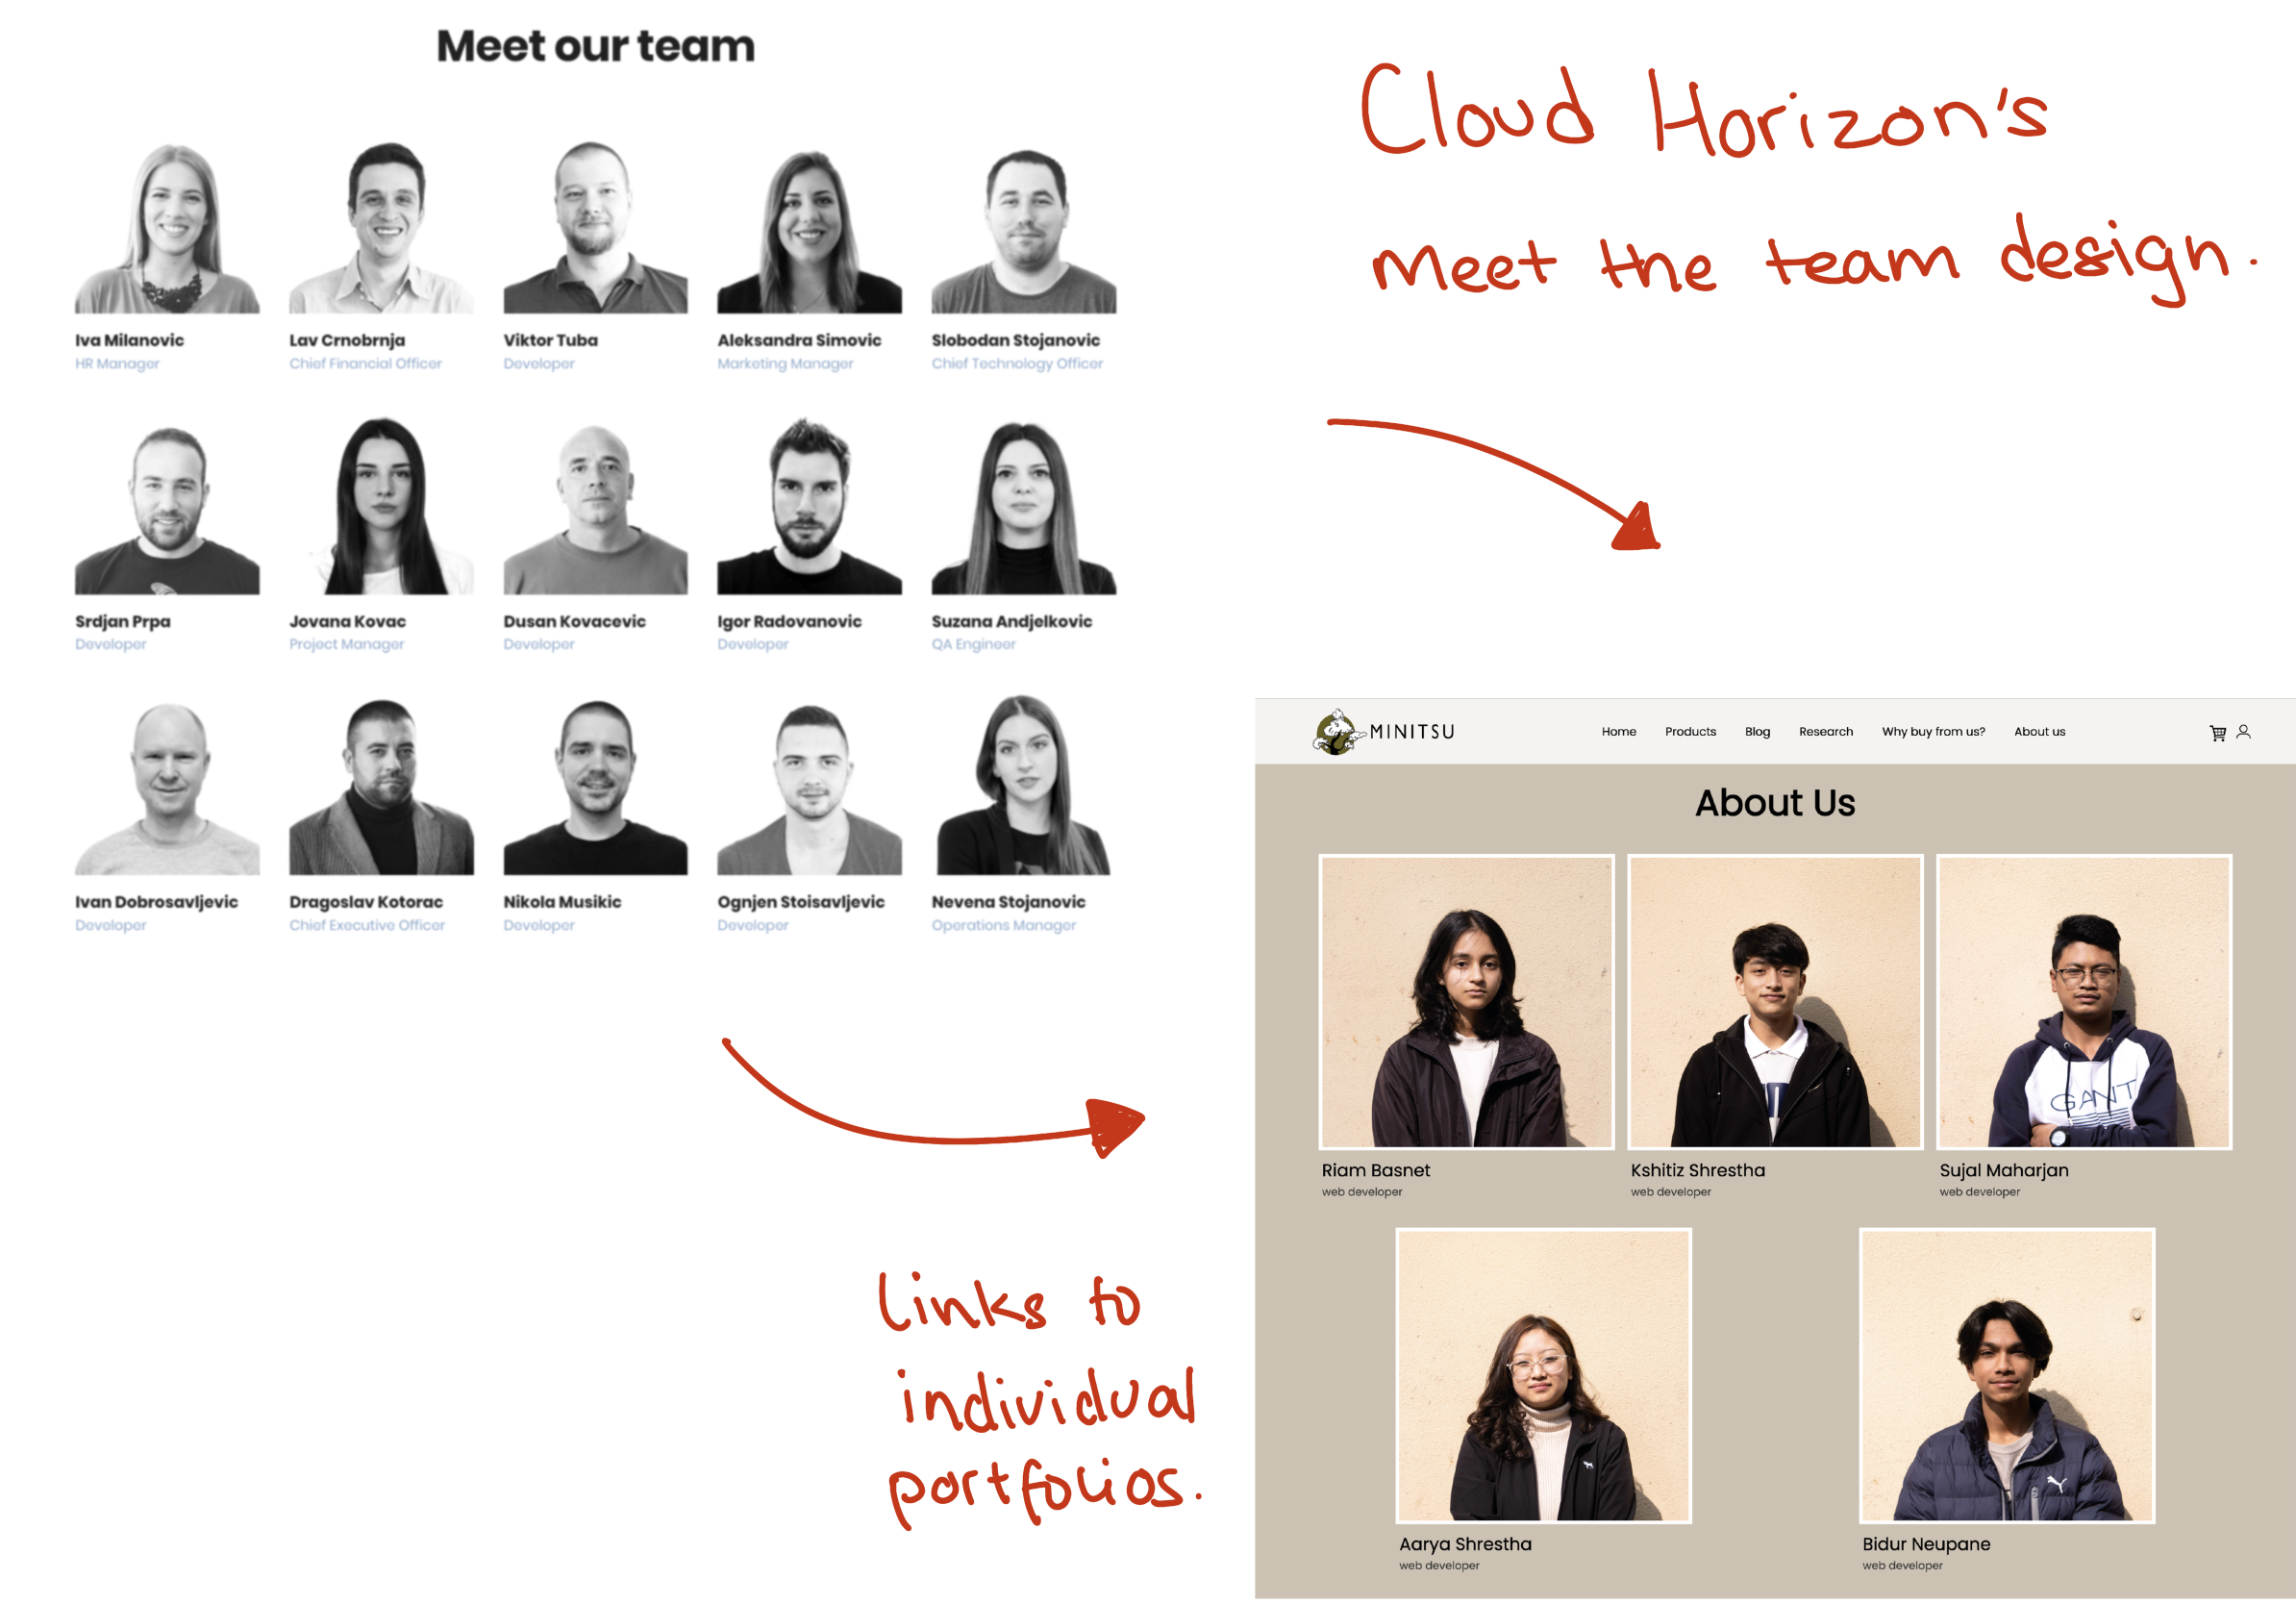 Meet our team
Cloud Horizon's
meet the team design.
Iva Milanovic
HR Manager
Lav Crnobrnja
Chief Financial Officer
Viktor Tuba
Developer
Aleksandra Simovic
Marketing Manager
Slobodan Stojanovic
Chief Technology Officer
Srdjan Prpa
Developer
Jovana Kovac
Project Manager
Dusan Kovacevic
Developer
Igor Radovanovic
Developer
Suzana Andjelkovic
QA Engineer
Ivan Dobrosavljevic
Developer
Dragoslav Kotorac
Chief Executive Officer
Nikola Musikic
Developer
Ognjen Stoisavljevic
Developer
Nevena Stojanovic
Operations Manager
Links to
individual
portfolios.
MINITSU
Home Products Blog Research Why buy from us? About us
About Us
GANT
Riam Basnet
web developer
Kshitiz Shrestha
web developer
Sujal Maharjan
web developer
Aarya Shrestha
web developer
Bidur Neupane
web developer